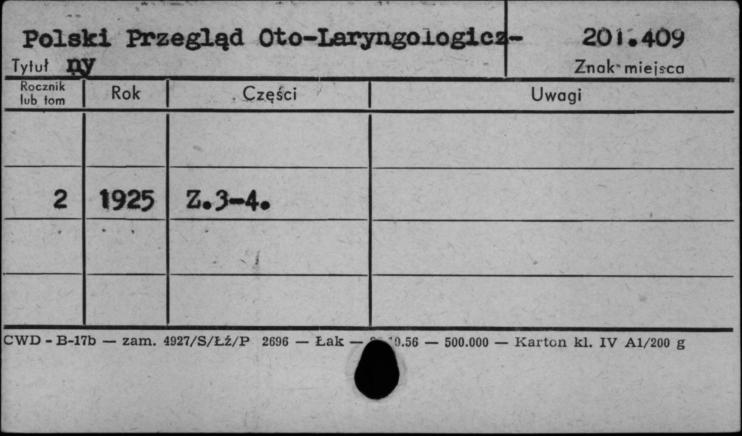 Polski Przegląd Oto-Laryngologicz- 201.409
Tytuł ny Znak miejsca
Rocznik lub tom Rok Części Uwagi
2 1925 Z.3-4.
CWD - B-17b — zam. 4927/S/Łź/P 2696 — Łak — .56 — 500.000 — Karton kl. IV A1/200 g